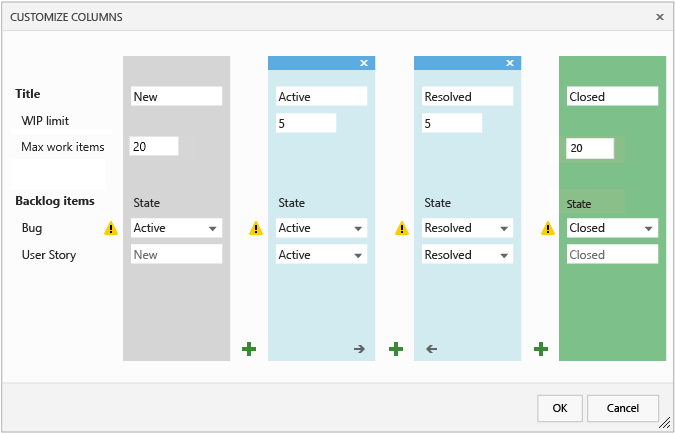 CUSTOMIZE COLUMNS
Title New Active Resolved Closed
WIP limit 5 5
Max work items 20 20
Backlog items State State State State
Bug Active Active Resolved Closed
User Story New Active Resolved Closed
OK Cancel